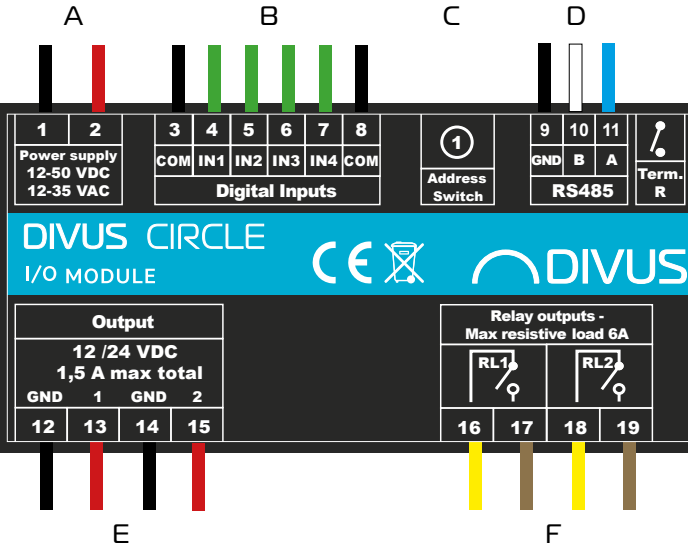 A B C D
1 2 3 4 5 6 7 8 1 9 10 11
Power supply
12-50 VDC
12-35 VAC
COM IN1 IN2 IN3 IN4 COM
Digital Inputs
Address
Switch
GND B A
RS485
Term.
R
DIVUS CIRCLE
I/O MODULE
CE
DIVUS
Output
12 /24 VDC
1,5 A max total
GND 1 GND 2
12 13 14 15
Relay outputs -
Max resistive load 6A
RL1 RL2
16 17 18 19
E F